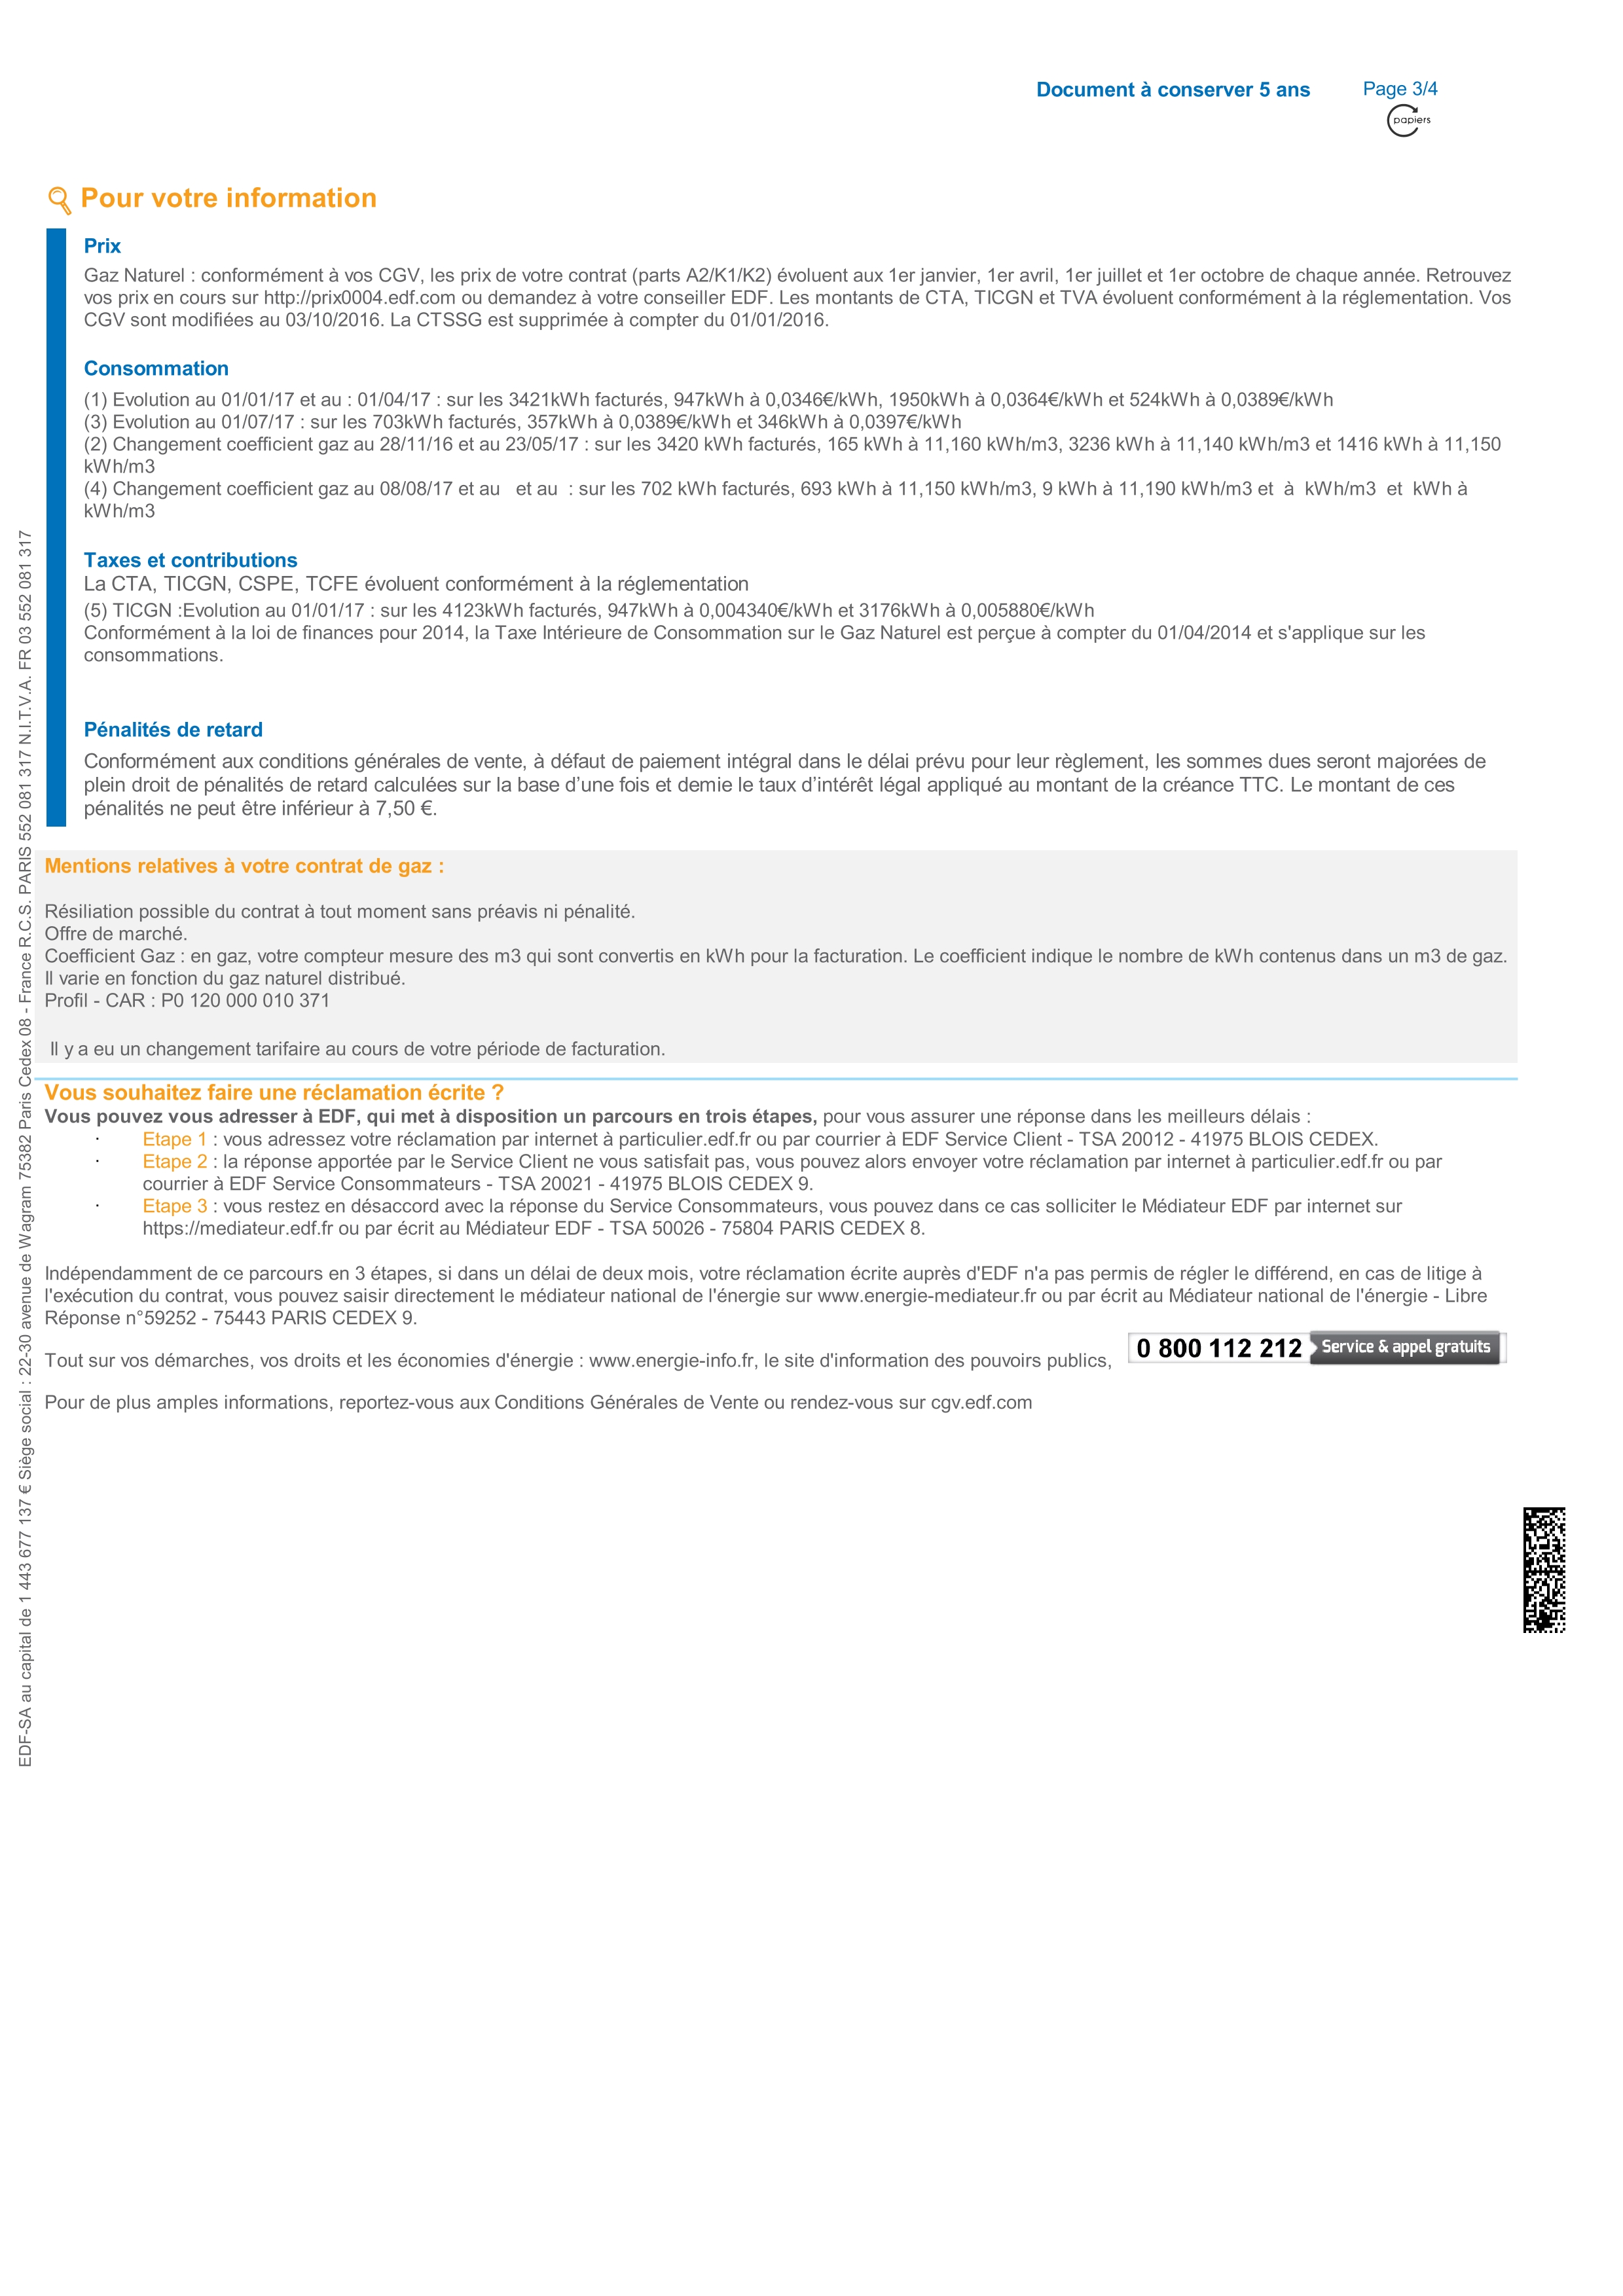 Document à conserver 5 ans
Page 3/4
papiers
Pour votre information
Prix
Gaz Naturel : conformément à vos CGV, les prix de votre contrat (parts A2/K1/K2) évoluent aux 1er janvier, 1er avril, 1er juillet et 1er octobre de chaque année. Retrouvez
vos prix en cours sur http://prix0004.edf.com ou demandez à votre conseiller EDF. Les montants de CTA, TICGN et TVA évoluent conformément à la réglementation. Vos
CGV sont modifiées au 03/10/2016. La CTSSG est supprimée à compter du 01/01/2016.
Consommation
(1) Evolution au 01/01/17 et au : 01/04/17 : sur les 3421kWh facturés, 947kWh à 0,0346€/kWh, 1950kWh à 0,0364€/kWh et 524kWh à 0,0389€/kWh
(3) Evolution au 01/07/17 : sur les 703kWh facturés, 357kWh à 0,0389€/kWh et 346kWh à 0,0397€/kWh
(2) Changement coefficient gaz au 28/11/16 et au 23/05/17 : sur les 3420 kWh facturés, 165 kWh à 11,160 kWh/m3, 3236 kWh à 11,140 kWh/m3 et 1416 kWh à 11,150
kWh/m3
(4) Changement coefficient gaz au 08/08/17 et au   et au  : sur les 702 kWh facturés, 693 kWh à 11,150 kWh/m3, 9 kWh à 11,190 kWh/m3 et  à  kWh/m3  et  kWh à
kWh/m3
Taxes et contributions
La CTA, TICGN, CSPE, TCFE évoluent conformément à la réglementation
(5) TICGN :Evolution au 01/01/17 : sur les 4123kWh facturés, 947kWh à 0,004340€/kWh et 3176kWh à 0,005880€/kWh
Conformément à la loi de finances pour 2014, la Taxe Intérieure de Consommation sur le Gaz Naturel est perçue à compter du 01/04/2014 et s'applique sur les
consommations.
Pénalités de retard
Conformément aux conditions générales de vente, à défaut de paiement intégral dans le délai prévu pour leur règlement, les sommes dues seront majorées de
plein droit de pénalités de retard calculées sur la base d’une fois et demie le taux d’intérêt légal appliqué au montant de la créance TTC. Le montant de ces
pénalités ne peut être inférieur à 7,50 €.
Mentions relatives à votre contrat de gaz :
Résiliation possible du contrat à tout moment sans préavis ni pénalité.
Offre de marché.
Coefficient Gaz : en gaz, votre compteur mesure des m3 qui sont convertis en kWh pour la facturation. Le coefficient indique le nombre de kWh contenus dans un m3 de gaz.
Il varie en fonction du gaz naturel distribué.
Profil - CAR : P0 120 000 010 371
Il y a eu un changement tarifaire au cours de votre période de facturation.
Vous souhaitez faire une réclamation écrite ?
Vous pouvez vous adresser à EDF, qui met à disposition un parcours en trois étapes, pour vous assurer une réponse dans les meilleurs délais :
· Etape 1 : vous adressez votre réclamation par internet à particulier.edf.fr ou par courrier à EDF Service Client - TSA 20012 - 41975 BLOIS CEDEX.
· Etape 2 : la réponse apportée par le Service Client ne vous satisfait pas, vous pouvez alors envoyer votre réclamation par internet à particulier.edf.fr ou par
courrier à EDF Service Consommateurs - TSA 20021 - 41975 BLOIS CEDEX 9.
· Etape 3 : vous restez en désaccord avec la réponse du Service Consommateurs, vous pouvez dans ce cas solliciter le Médiateur EDF par internet sur
https://mediateur.edf.fr ou par écrit au Médiateur EDF - TSA 50026 - 75804 PARIS CEDEX 8.
Indépendamment de ce parcours en 3 étapes, si dans un délai de deux mois, votre réclamation écrite auprès d'EDF n'a pas permis de régler le différend, en cas de litige à
l'exécution du contrat, vous pouvez saisir directement le médiateur national de l'énergie sur www.energie-mediateur.fr ou par écrit au Médiateur national de l'énergie - Libre
Réponse n°59252 - 75443 PARIS CEDEX 9.
Tout sur vos démarches, vos droits et les économies d'énergie : www.energie-info.fr, le site d'information des pouvoirs publics,
0 800 112 212 Service & appel gratuits
Pour de plus amples informations, reportez-vous aux Conditions Générales de Vente ou rendez-vous sur cgv.edf.com
EDF-SA au capital de 1 443 677 137 € Siège social : 22-30 avenue de Wagram 75382 Paris Cedex 08 - France R.C.S. PARIS 552 081 317 N.I.T.V.A. FR 03 552 081 317